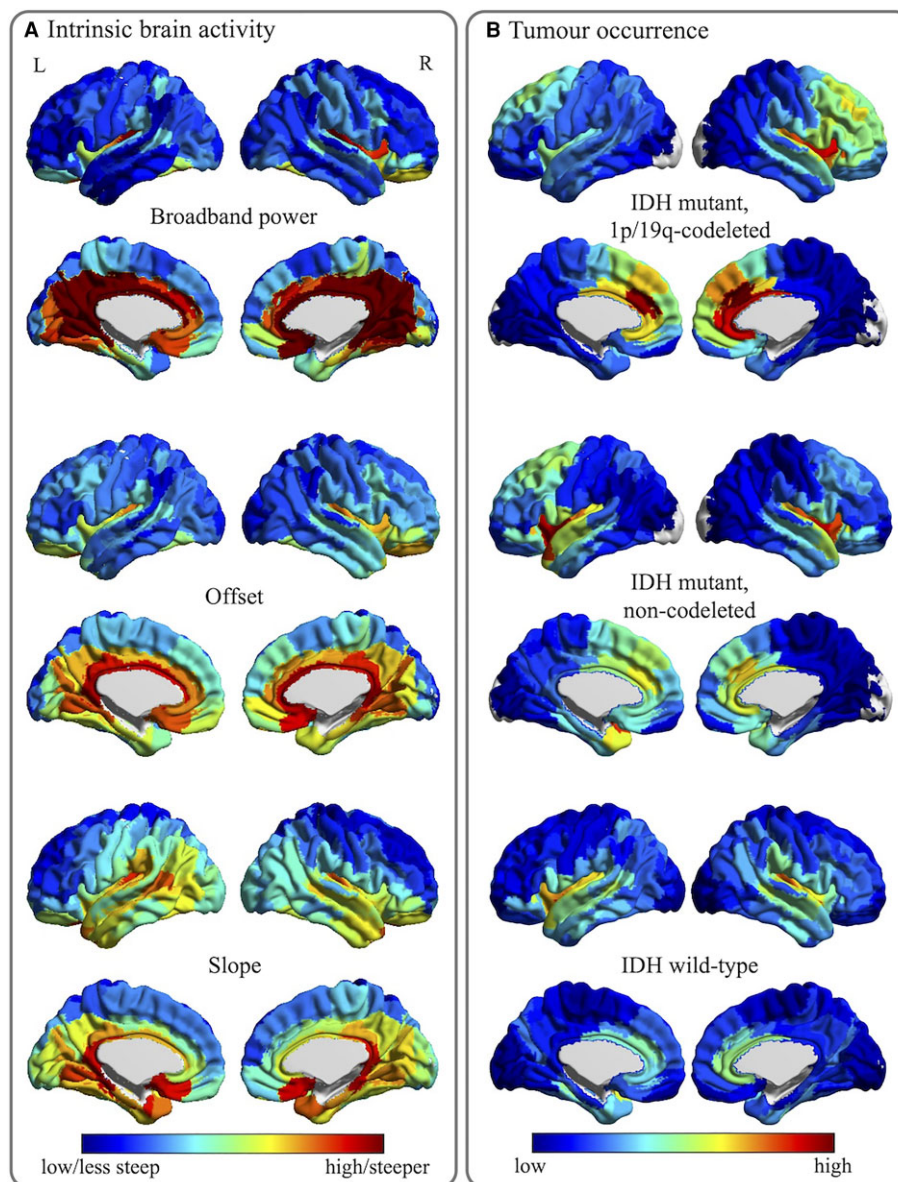 A Intrinsic brain activity
L
R
Broadband power
Offset
Slope
low/less steep
high/steeper
B Tumour occurrence
IDH mutant,
1p/19q-codeleted
IDH mutant,
non-codeleted
IDH wild-type
low
high